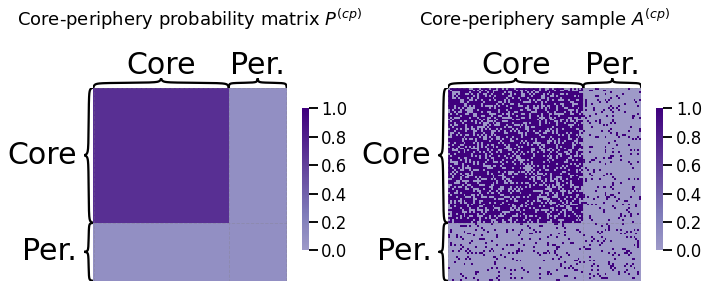 Core-periphery probability matrix $P^{(cp)}$
Core Per.
Core
Per.
1.0
0.8
0.6
0.4
0.2
0.0
Core-periphery sample $A^{(cp)}$
Core Per.
Core
Per.
1.0
0.8
0.6
0.4
0.2
0.0